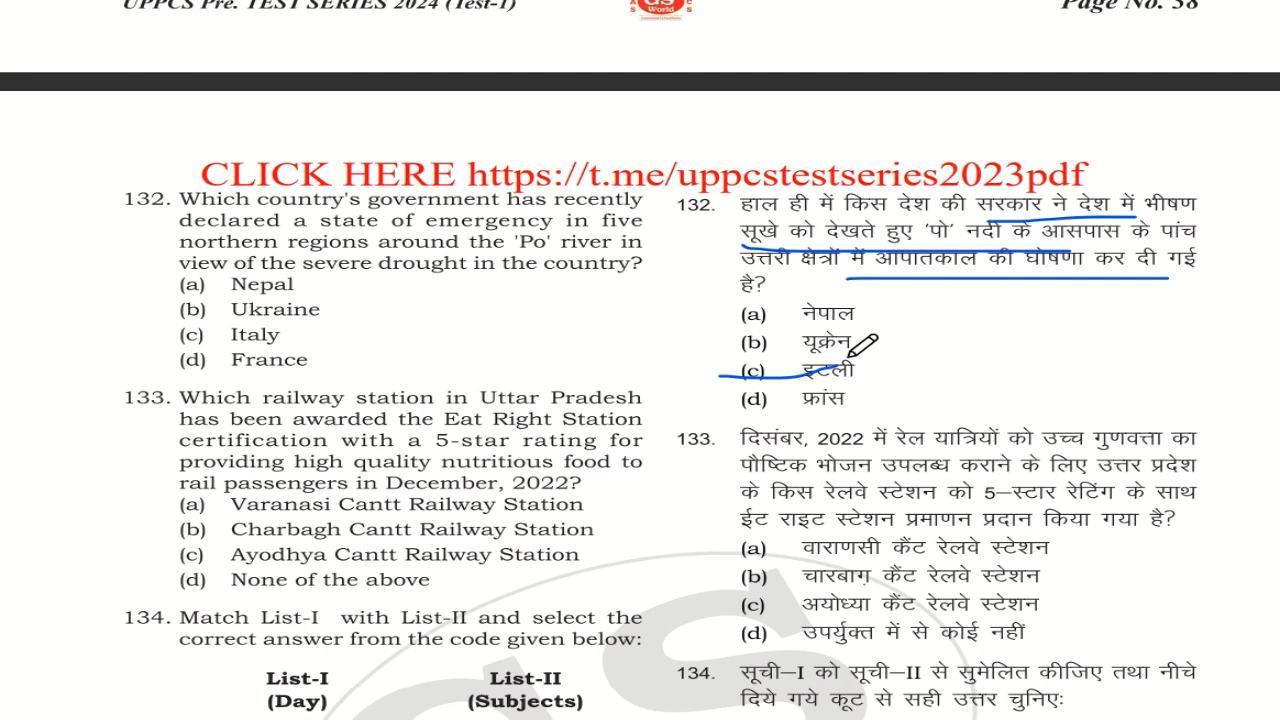 UPPCS Pre. TEST SERIES 2024 (Test-1)
GS
World
Page No. 38
CLICK HERE https://t.me/uppcstestseries2023pdf
132. Which country's government has recently
declared a state of emergency in five
northern regions around the 'Po' river in
view of the severe drought in the country?
(a) Nepal
(b) Ukraine
(c) Italy
(d) France
133. Which railway station in Uttar Pradesh
has been awarded the Eat Right Station
certification with a 5-star rating for
providing high quality nutritious food to
rail passengers in December, 2022?
(a) Varanasi Cantt Railway Station
(b) Charbagh Cantt Railway Station
(c) Ayodhya Cantt Railway Station
(d) None of the above
134. Match List-I with List-II and select the
correct answer from the code given below:
List-I List-II
(Day) (Subjects)
132. हाल ही में किस देश की सरकार ने देश में भीषण
सूखे को देखते हुए 'पो' नदी के आसपास के पांच
उत्तरी क्षेत्रों में आपातकाल की घोषणा कर दी गई
है?
(a) नेपाल
(b) यूक्रेन
(c) इटली
(d) फ्रांस
133. दिसंबर, 2022 में रेल यात्रियों को उच्च गुणवत्ता का
पौष्टिक भोजन उपलब्ध कराने के लिए उत्तर प्रदेश
के किस रेलवे स्टेशन को 5–स्टार रेटिंग के साथ
ईट राइट स्टेशन प्रमाणन प्रदान किया गया है?
(a) वाराणसी कैंट रेलवे स्टेशन
(b) चारबाग़ कैंट रेलवे स्टेशन
(c) अयोध्या कैंट रेलवे स्टेशन
(d) उपर्युक्त में से कोई नहीं
134. सूची–I को सूची–II से सुमेलित कीजिए तथा नीचे
दिये गये कूट से सही उत्तर चुनिए: